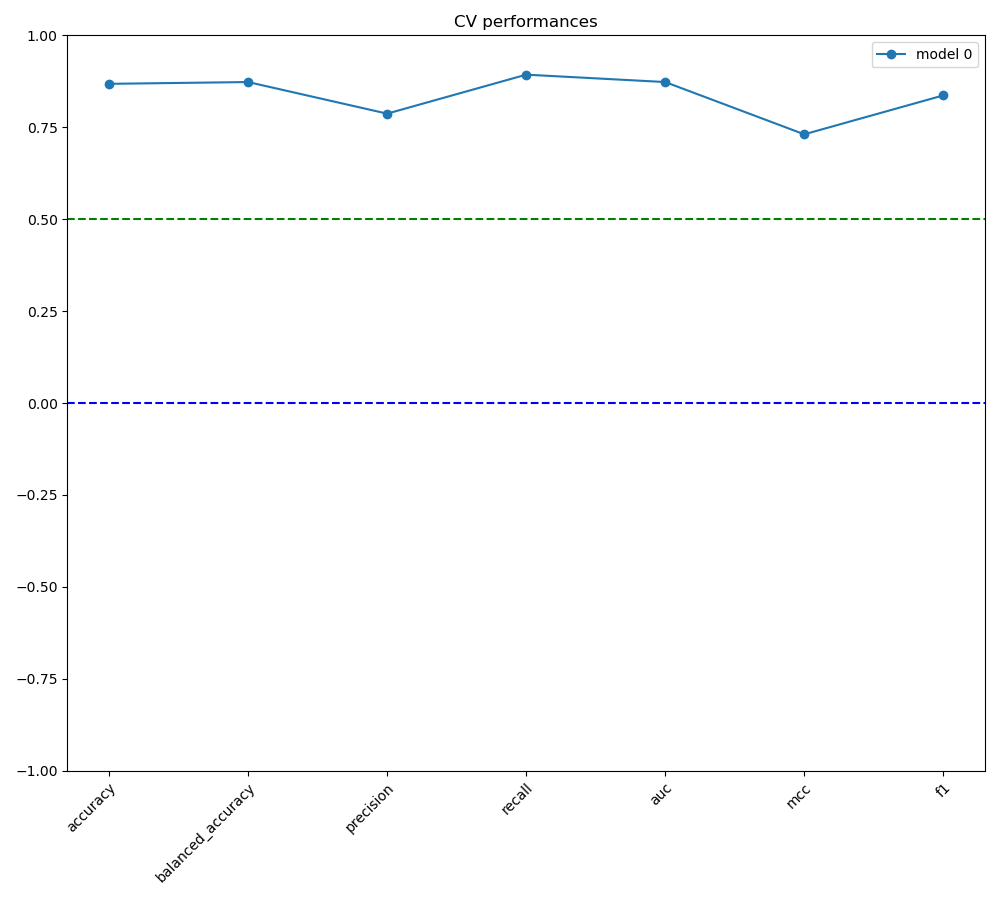 CV performances
model 0
1.00
0.75
0.50
0.25
0.00
−0.25
−0.50
−0.75
−1.00
accuracy
balanced_accuracy
precision
recall
auc
mcc
f1